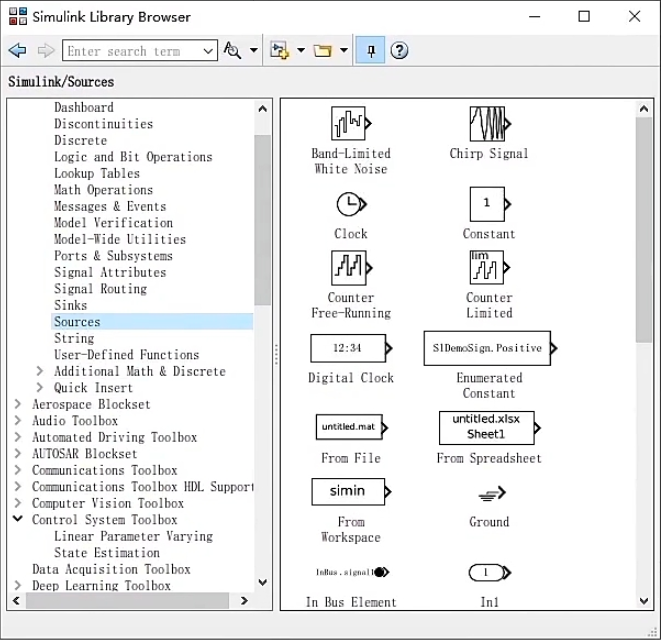 Simulink Library Browser
Enter search term
Simulink/Sources
Dashboard
Discontinuities
Discrete
Logic and Bit Operations
Lookup Tables
Math Operations
Messages & Events
Model Verification
Model-Wide Utilities
Ports & Subsystems
Signal Attributes
Signal Routing
Sinks
Sources
String
User-Defined Functions
Additional Math & Discrete
Quick Insert
Aerospace Blockset
Audio Toolbox
Automated Driving Toolbox
AUTOSAR Blockset
Communications Toolbox
Communications Toolbox HDL Support
Computer Vision Toolbox
Control System Toolbox
Linear Parameter Varying
State Estimation
Data Acquisition Toolbox
Deep Learning Toolbox
Band-Limited
White Noise
Chirp Signal
Clock
1
Constant
Counter
Free-Running
lim
Counter
Limited
12:34
Digital Clock
SlDemoSign.Positive
Enumerated
Constant
untitled.mat
From File
untitled.xlsx
Sheet1
From Spreadsheet
simin
From
Workspace
Ground
InBus.signal1
In Bus Element
1
In1